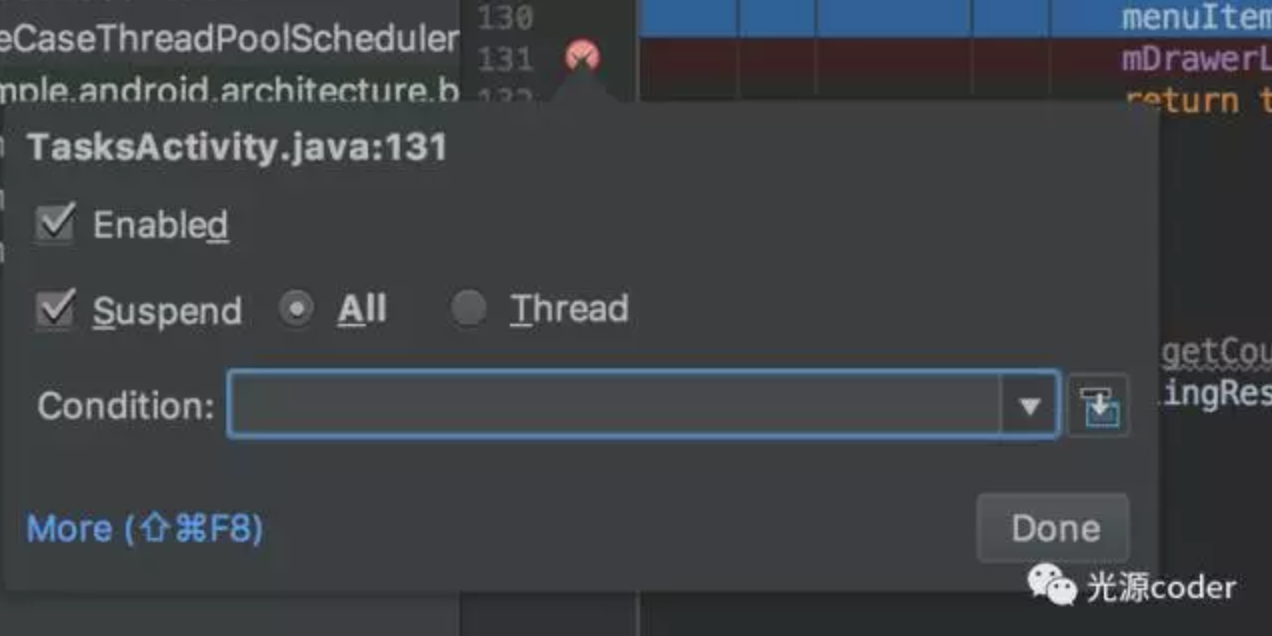 130
menuItem
eCaseThreadPoolScheduler
131
mDrawerL
mple.android.architecture.b
132
return t
TasksActivity.java:131
Enabled
Suspend All Thread
getCou
Condition:
.ingRes
More (⇧⌘F8)
Done
光源coder